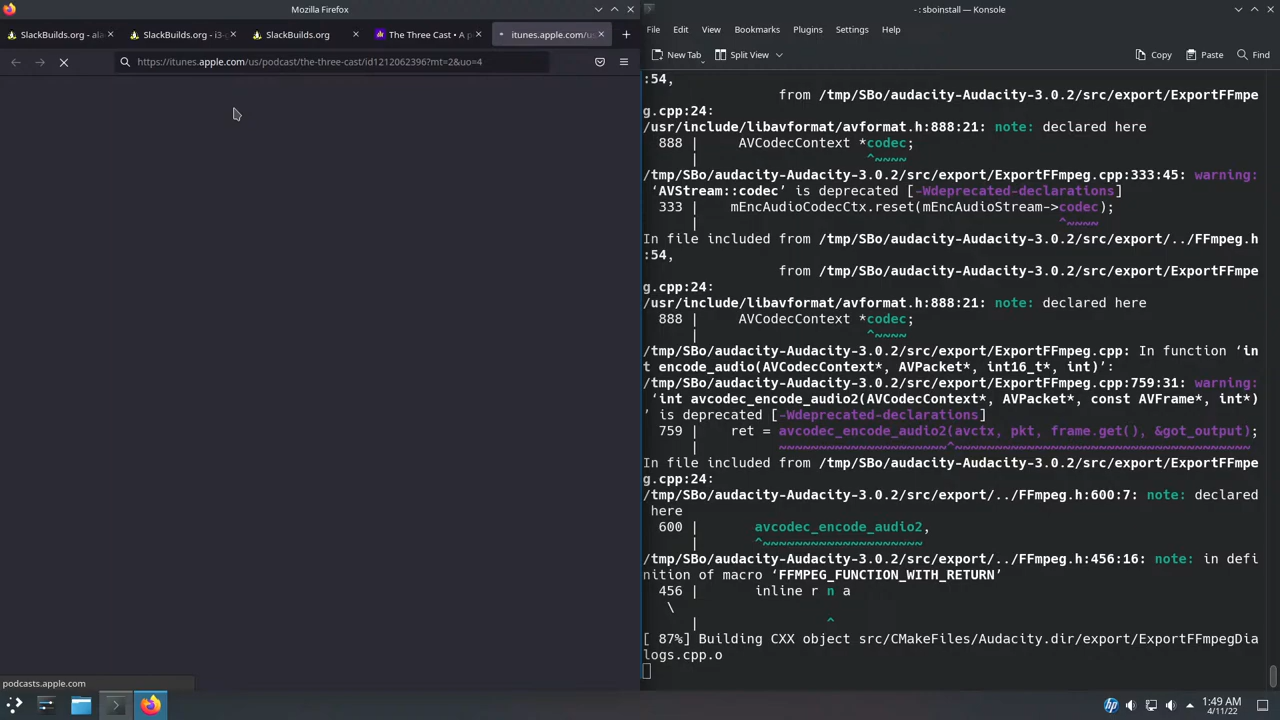 Mozilla Firefox
SlackBuilds.org - ala
SlackBuilds.org - i3-g
SlackBuilds.org
The Three Cast • A p
itunes.apple.com/us
https://itunes.apple.com/us/podcast/the-three-cast/id1212062396?mt=2&uo=4
podcasts.apple.com
- : sboinstall — Konsole
File Edit View Bookmarks Plugins Settings Help
New Tab Split View Copy Paste Find
:54,
from /tmp/SBo/audacity-Audacity-3.0.2/src/export/ExportFFmpe
g.cpp:24:
/usr/include/libavformat/avformat.h:888:21: note: declared here
888 | AVCodecContext *codec;
| ^~~~~
/tmp/SBo/audacity-Audacity-3.0.2/src/export/ExportFFmpeg.cpp:333:45: warning:
‘AVStream::codec’ is deprecated [-Wdeprecated-declarations]
333 | mEncAudioCodecCtx.reset(mEncAudioStream->codec);
| ^~~~~
In file included from /tmp/SBo/audacity-Audacity-3.0.2/src/export/../FFmpeg.h
:54,
from /tmp/SBo/audacity-Audacity-3.0.2/src/export/ExportFFmpe
g.cpp:24:
/usr/include/libavformat/avformat.h:888:21: note: declared here
888 | AVCodecContext *codec;
| ^~~~~
/tmp/SBo/audacity-Audacity-3.0.2/src/export/ExportFFmpeg.cpp: In function ‘in
t encode_audio(AVCodecContext*, AVPacket*, int16_t*, int)’:
/tmp/SBo/audacity-Audacity-3.0.2/src/export/ExportFFmpeg.cpp:759:31: warning:
‘int avcodec_encode_audio2(AVCodecContext*, AVPacket*, const AVFrame*, int*)
’ is deprecated [-Wdeprecated-declarations]
759 | ret = avcodec_encode_audio2(avctx, pkt, frame.get(), &got_output);
| ~~~~~~~~~~~~~~~~~~~~~^~~~~~~~~~~~~~~~~~~~~~~~~~~~~~~~~~~~~~
In file included from /tmp/SBo/audacity-Audacity-3.0.2/src/export/ExportFFmpe
g.cpp:24:
/tmp/SBo/audacity-Audacity-3.0.2/src/export/../FFmpeg.h:600:7: note: declared
here
600 | avcodec_encode_audio2,
| ^~~~~~~~~~~~~~~~~~~~~
/tmp/SBo/audacity-Audacity-3.0.2/src/export/../FFmpeg.h:456:16: note: in defi
nition of macro ‘FFMPEG_FUNCTION_WITH_RETURN’
456 | inline r n a
\
| ^
[ 87%] Building CXX object src/CMakeFiles/Audacity.dir/export/ExportFFmpegDia
logs.cpp.o
hp
1:49 AM
4/11/22